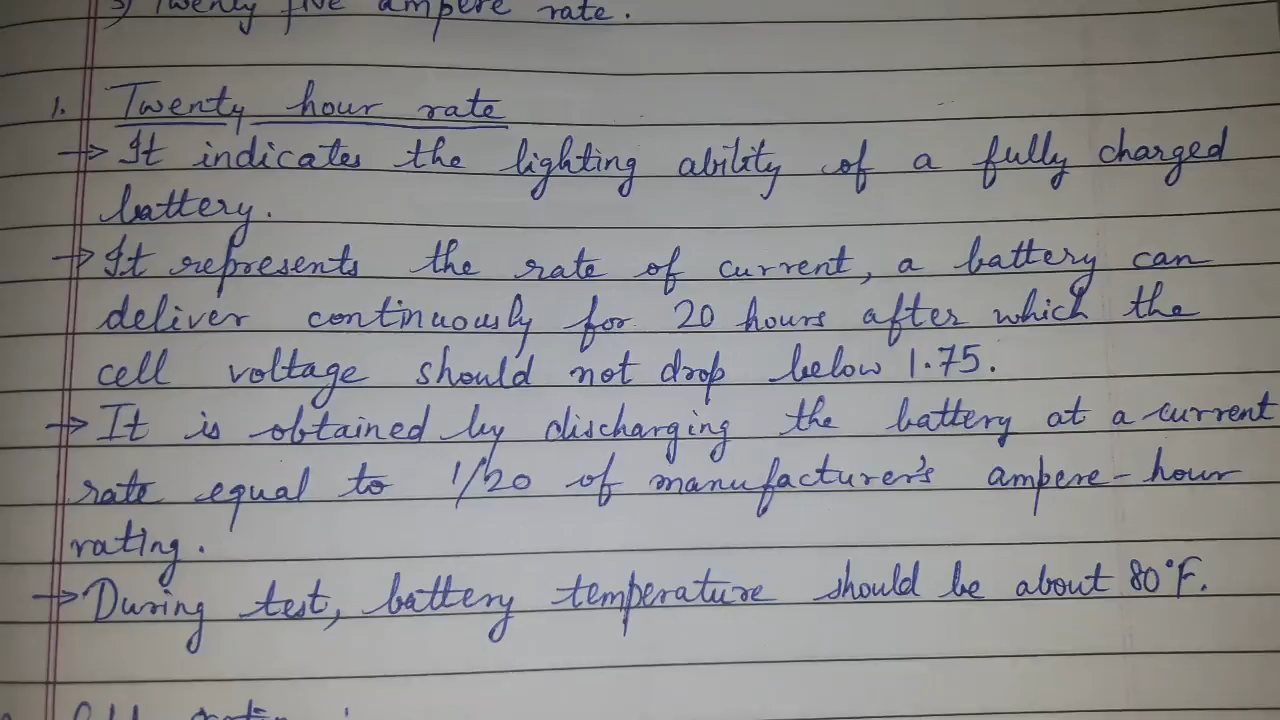 3) Twenty five ampere rate.
1. Twenty hour rate
→ It indicates the lighting ability of a fully charged
battery.
→ It represents the rate of current, a battery can
deliver continuously for 20 hours after which the
cell voltage should not drop below 1.75.
→ It is obtained by discharging the battery at a current
rate equal to 1/20 of manufacturer's ampere-hour
rating.
→ During test, battery temperature should be about 80°F.